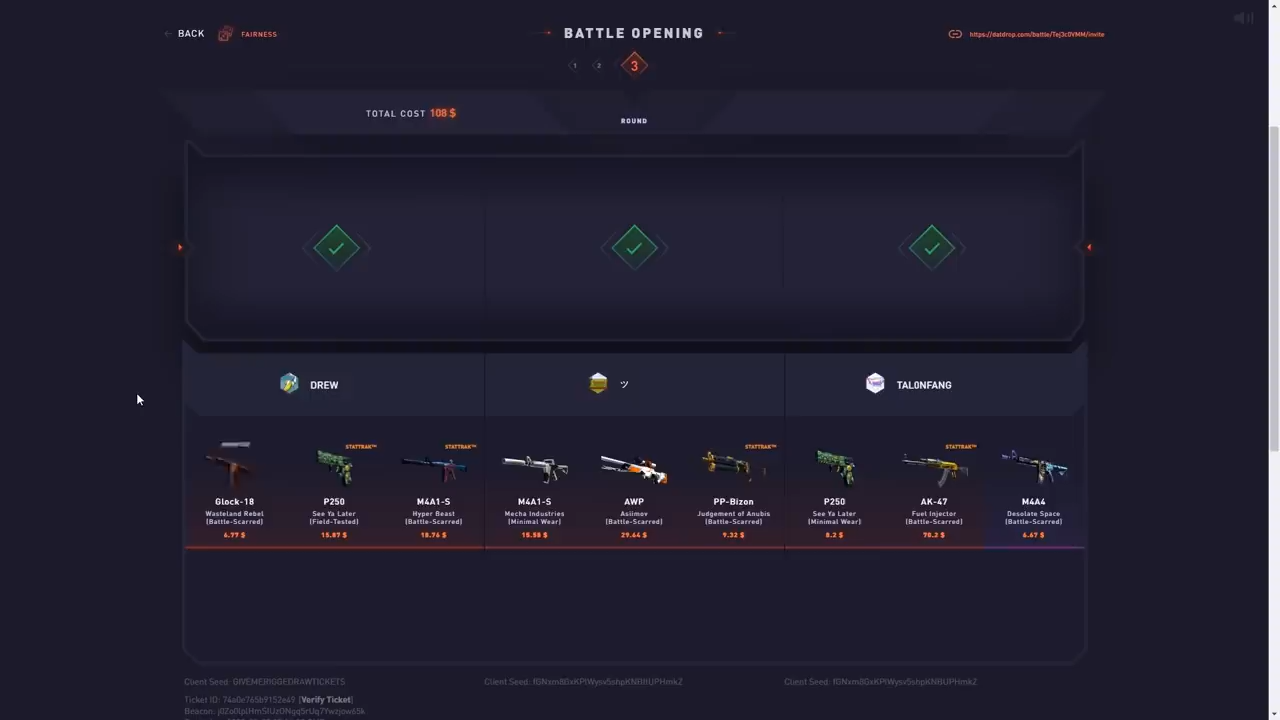 BACK
FAIRNESS
BATTLE OPENING
https://datdrop.com/battle/Tej3c0VMM/invite
1 2 3
TOTAL COST 108 $
ROUND
DREW
ツ
TALONFANG
STATTRAK™ STATTRAK™ STATTRAK™ STATTRAK™
Glock-18 P250 M4A1-S M4A1-S AWP PP-Bizon P250 AK-47 M4A4
Wasteland Rebel See Ya Later Hyper Beast Mecha Industries Asiimov Judgement of Anubis See Ya Later Fuel Injector Desolate Space
(Battle-Scarred) (Field-Tested) (Battle-Scarred) (Minimal Wear) (Battle-Scarred) (Battle-Scarred) (Minimal Wear) (Battle-Scarred) (Battle-Scarred)
6.77 $ 15.87 $ 18.76 $ 15.58 $ 29.64 $ 9.32 $ 8.2 $ 70.2 $ 6.67 $
Client Seed: GIVEMERIGGEDRAWTICKETS
Client Seed:
Client Seed:
Ticket ID: 74a0e765b9152e49 [Verify Ticket]
Beacon: